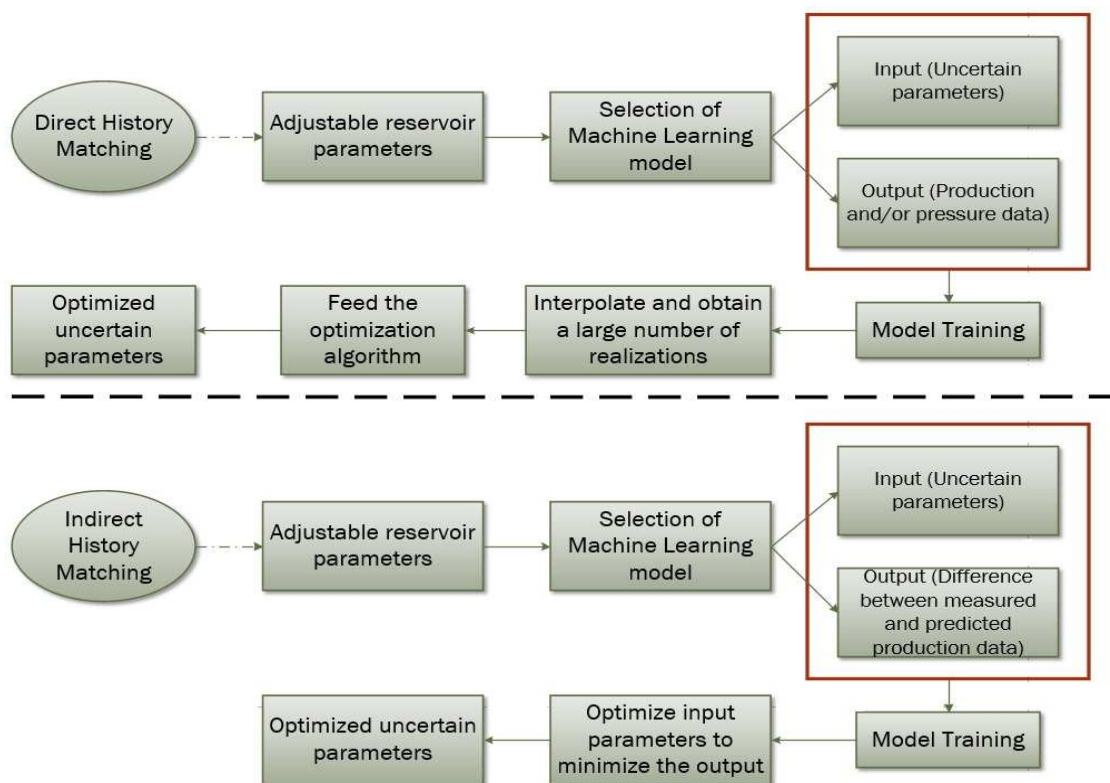 Direct History
Matching
Adjustable reservoir
parameters
Selection of
Machine Learning
model
Input (Uncertain
parameters)
Output (Production
and/or pressure data)
Model Training
Interpolate and obtain
a large number of
realizations
Feed the
optimization
algorithm
Optimized
uncertain
parameters
Indirect
History
Matching
Adjustable reservoir
parameters
Selection of
Machine Learning
model
Input (Uncertain
parameters)
Output (Difference
between measured
and predicted
production data)
Model Training
Optimize input
parameters to
minimize the output
Optimized uncertain
parameters